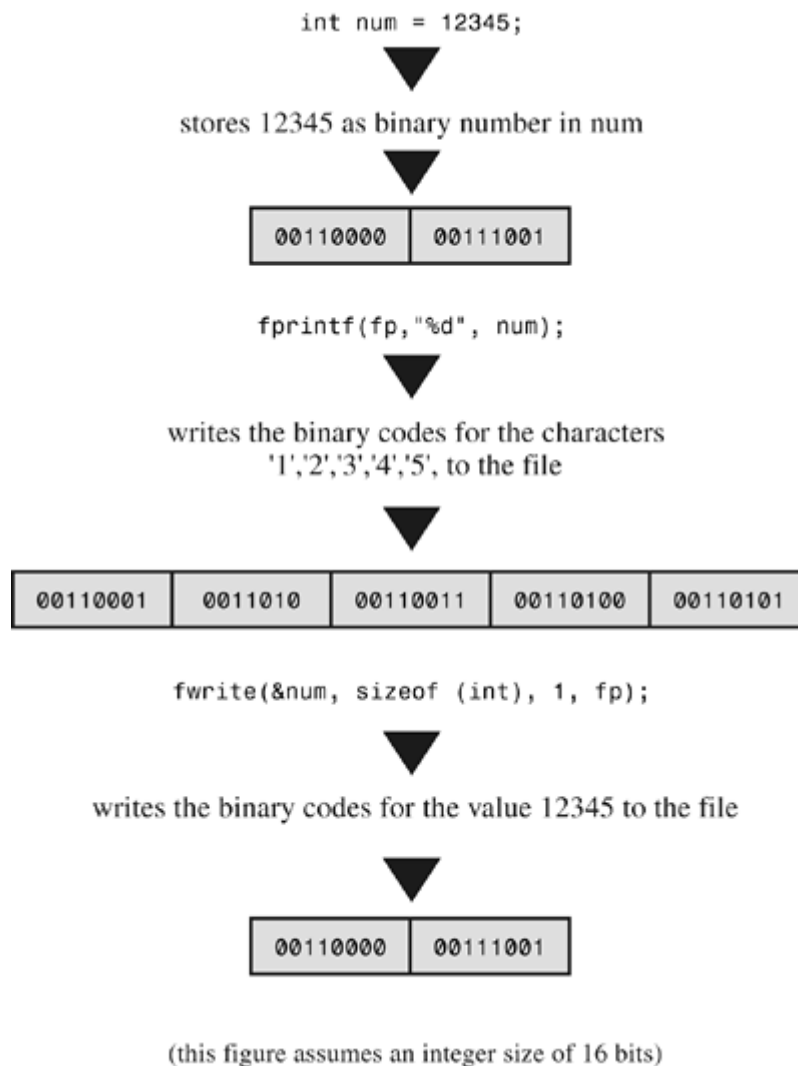 int num = 12345;
stores 12345 as binary number in num
00110000 00111001
fprintf(fp,"%d", num);
writes the binary codes for the characters
'1','2','3','4','5', to the file
00110001 0011010 00110011 00110100 00110101
fwrite(&num, sizeof (int), 1, fp);
writes the binary codes for the value 12345 to the file
00110000 00111001
(this figure assumes an integer size of 16 bits)